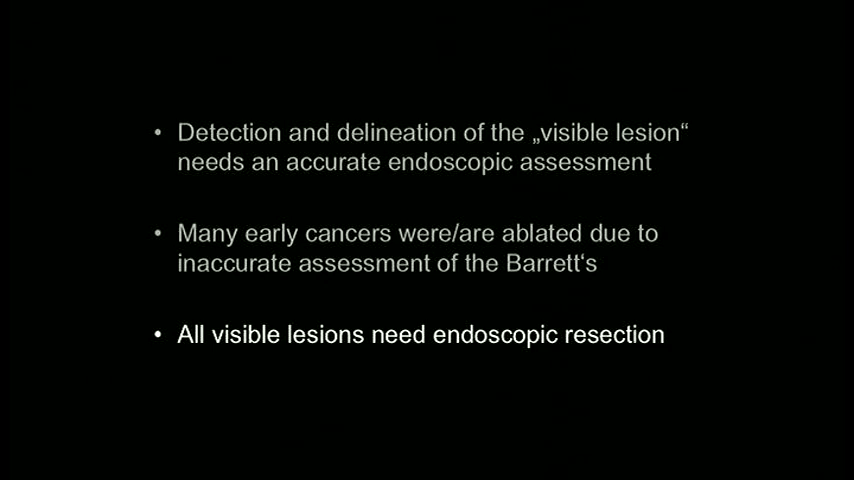 • Detection and delineation of the „visible lesion“
needs an accurate endoscopic assessment
• Many early cancers were/are ablated due to
inaccurate assessment of the Barrett‘s
• All visible lesions need endoscopic resection